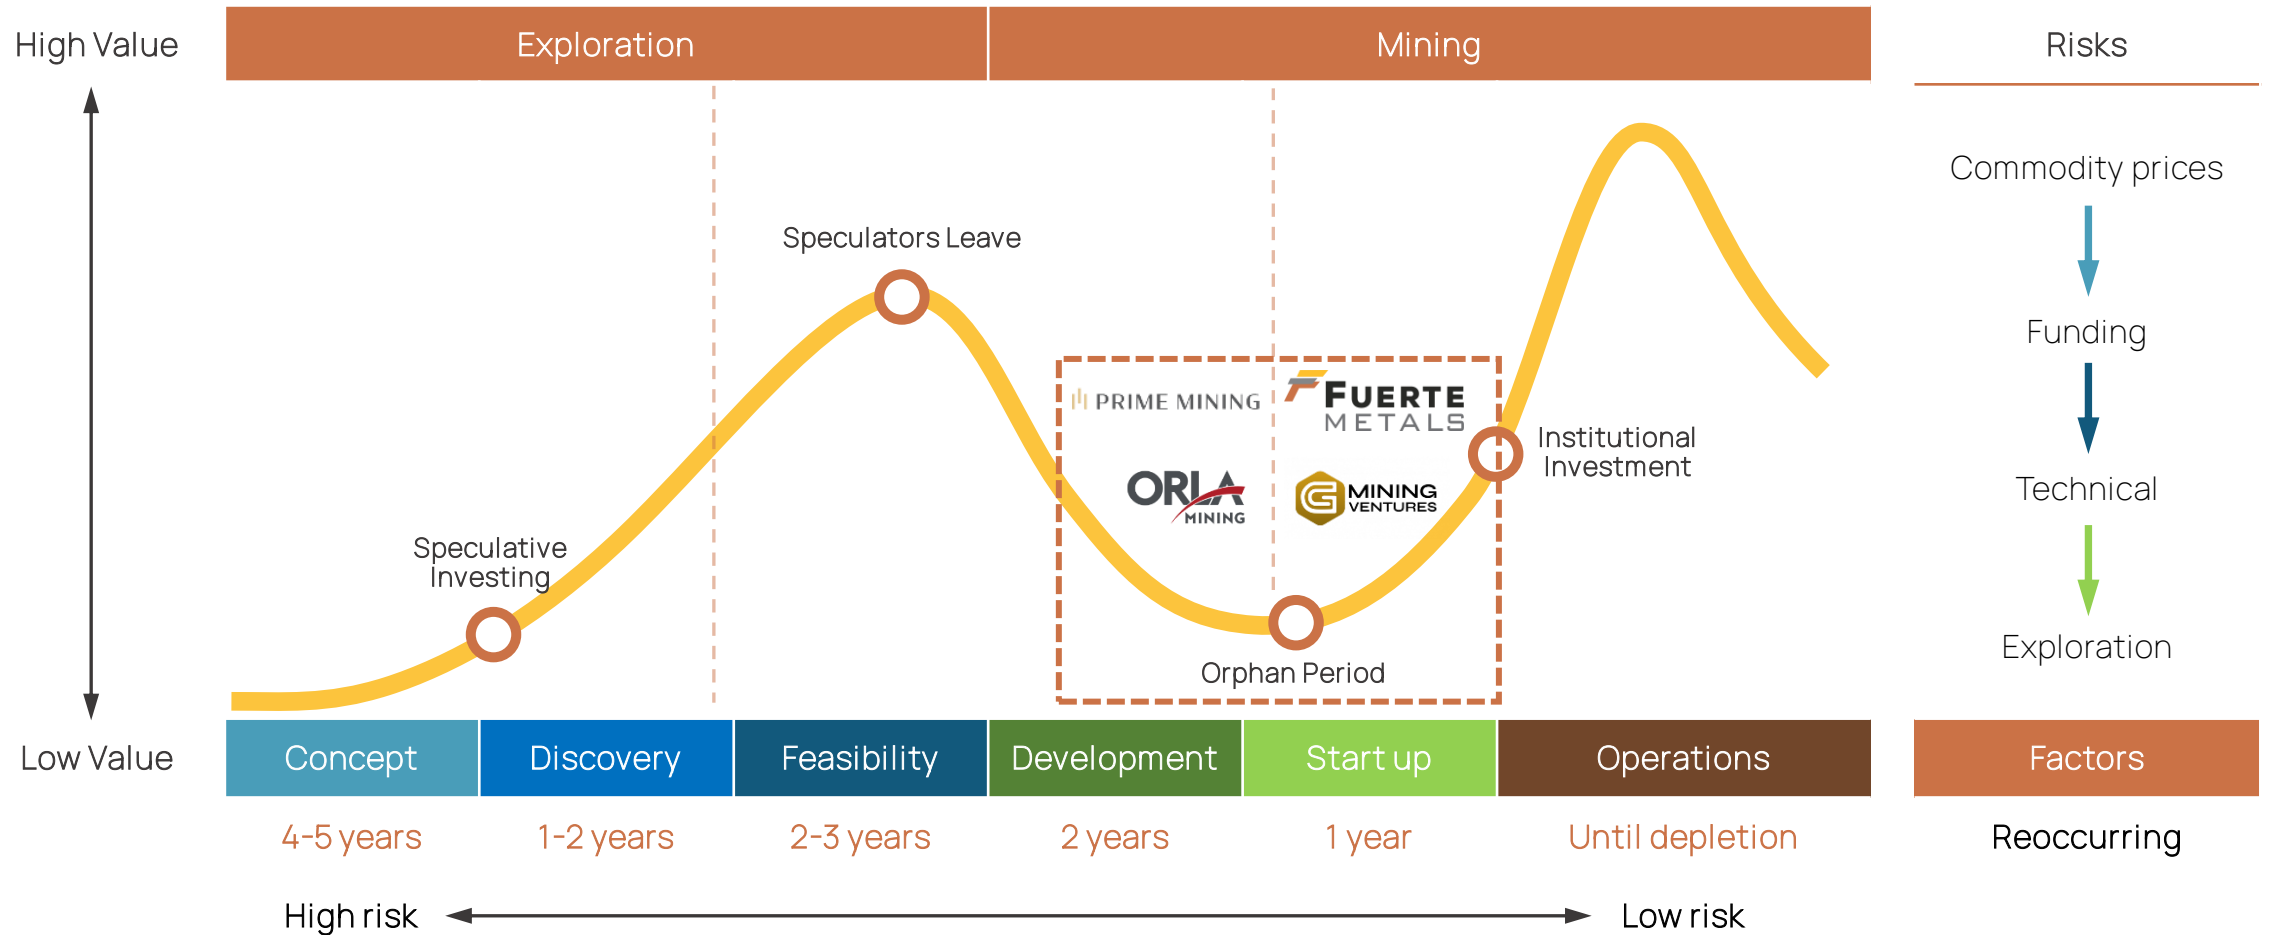 High Value
Exploration
Mining
Risks
Commodity prices
Speculators Leave
Funding
PRIME MINING
FUERTE
METALS
Institutional
Investment
ORLA
MINING
G MINING
VENTURES
Technical
Speculative
Investing
Exploration
Orphan Period
Low Value
Concept
Discovery
Feasibility
Development
Start up
Operations
Factors
4-5 years
1-2 years
2-3 years
2 years
1 year
Until depletion
Reoccurring
High risk
Low risk